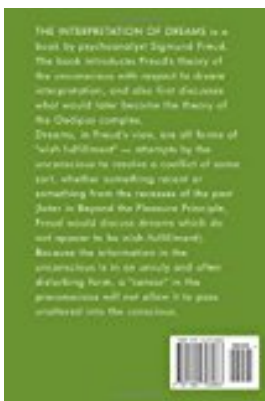 THE INTERPRETATION OF DREAMS is a
book by psychoanalyst Sigmund Freud.
The book introduces Freud's theory of
the unconscious with respect to dream
interpretation, and also first discusses
what would later become the theory of
the Oedipus complex.
Dreams, in Freud's view, are all forms of
"wish fulfillment" — attempts by the
unconscious to resolve a conflict of some
sort, whether something recent or
something from the recesses of the past
(later in Beyond the Pleasure Principle,
Freud would discuss dreams which do
not appear to be wish fulfillment).
Because the information in the
unconscious is in an unruly and often
disturbing form, a "censor" in the
preconscious will not allow it to pass
unaltered into the conscious.